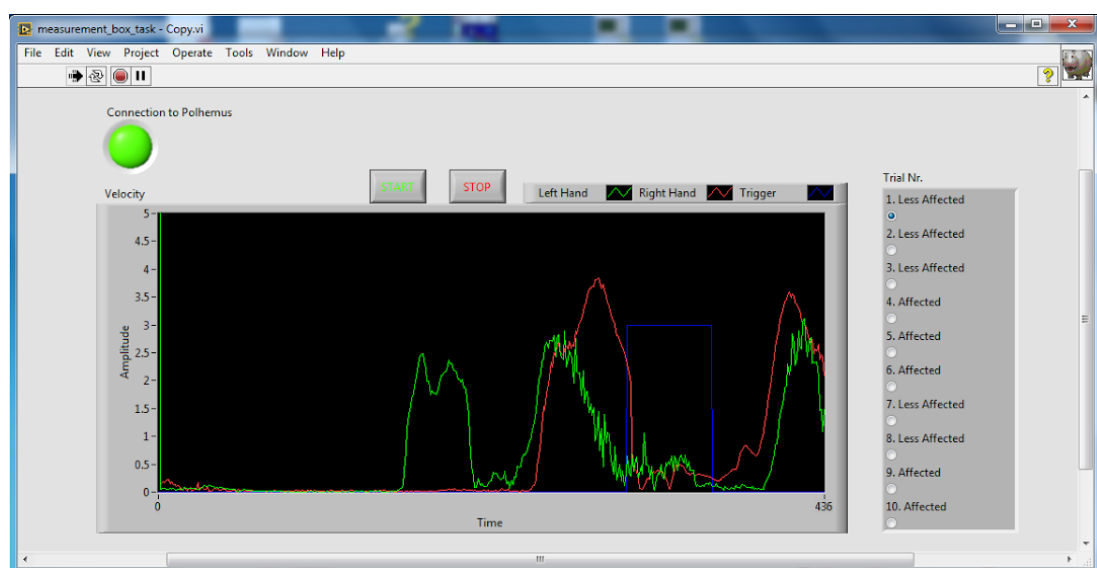 measurement_box_task - Copy.vi
File Edit View Project Operate Tools Window Help
?
Connection to Polhemus
Velocity
START STOP
Left Hand Right Hand Trigger
5
4.5
4
3.5
3
2.5
2
1.5
1
0.5
0
Amplitude
0 436
Time
Trial Nr.
1. Less Affected
2. Less Affected
3. Less Affected
4. Affected
5. Affected
6. Affected
7. Less Affected
8. Less Affected
9. Affected
10. Affected